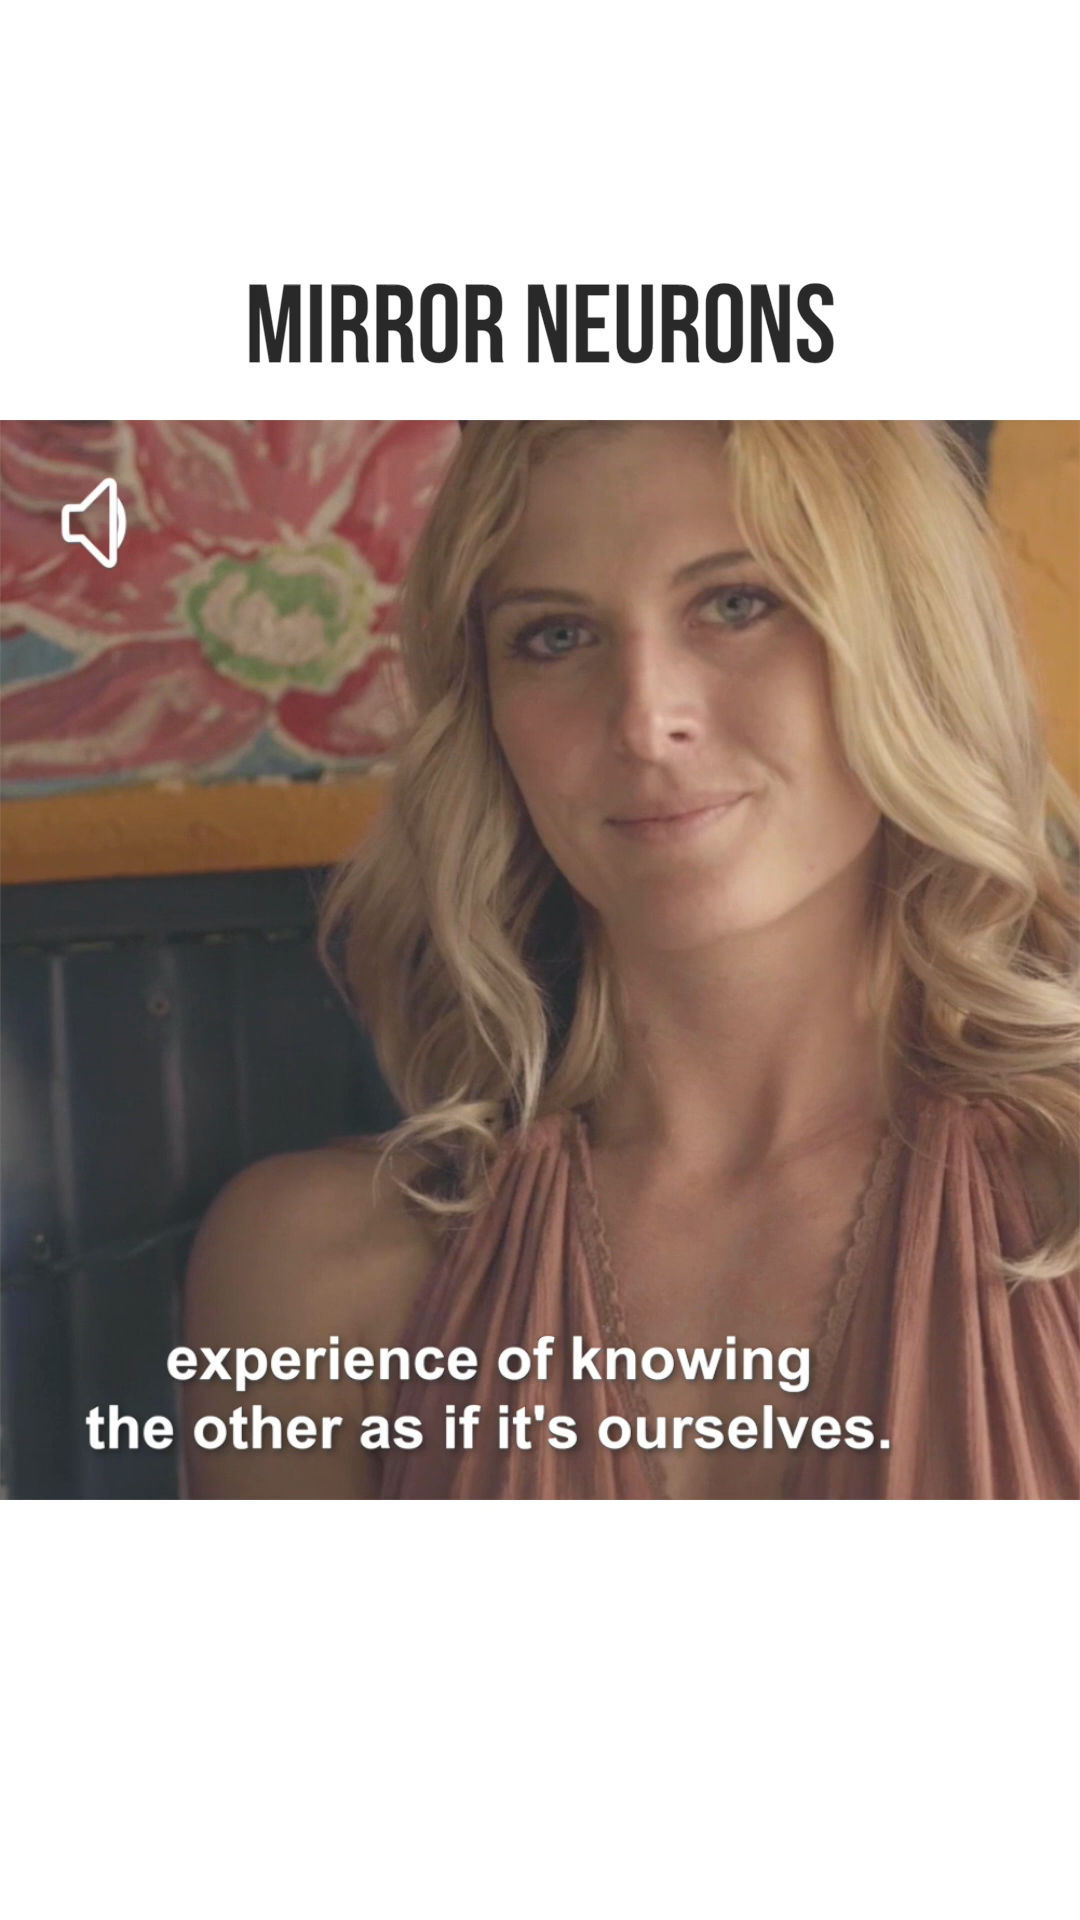 MIRROR NEURONS
experience of knowing
the other as if it's ourselves.